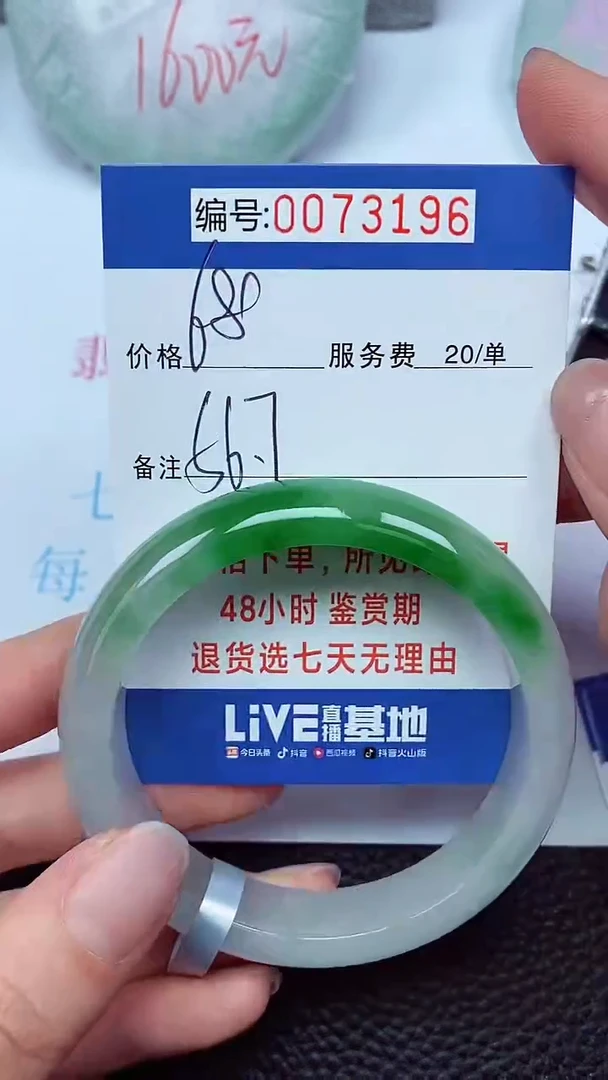 1600元
编号:0073196
价格 680 服务费 20/单
备注 56.7
七
每
48小时 鉴赏期
退货选七天无理由
LiVE直播基地
今日头条 抖音 西瓜视频 抖音火山版